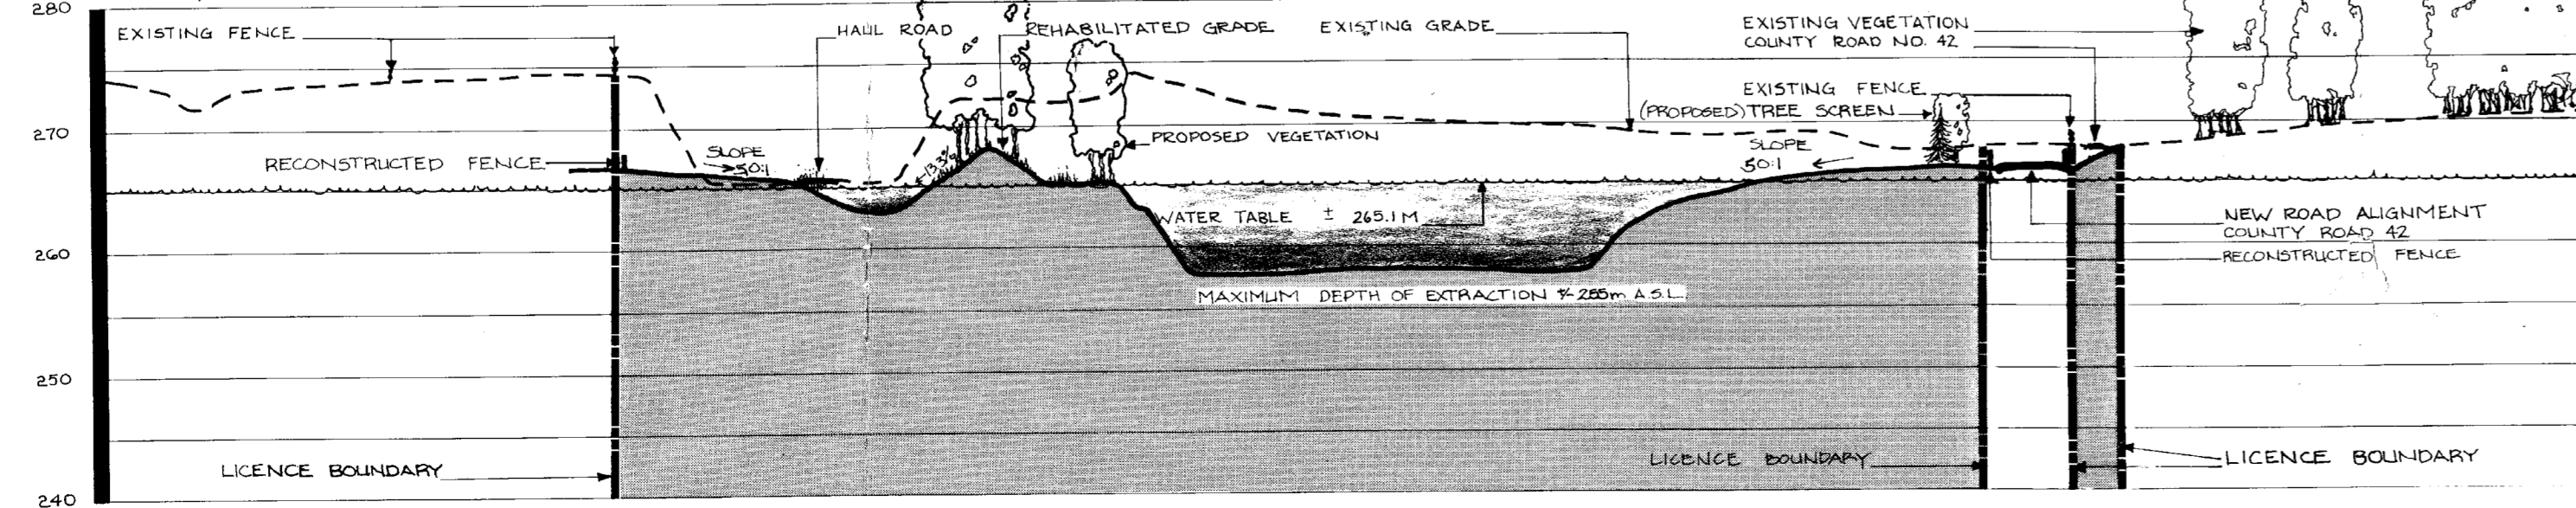 280
EXISTING FENCE
HAUL ROAD
REHABILITATED GRADE
EXISTING GRADE
EXISTING VEGETATION
COUNTY ROAD NO. 42
EXISTING FENCE
(PROPOSED) TREE SCREEN
270
PROPOSED VEGETATION
RECONSTRUCTED FENCE
SLOPE
50:1
SLOPE
50:1
WATER TABLE ± 265.1 M
NEW ROAD ALIGNMENT
COUNTY ROAD 42
RECONSTRUCTED FENCE
260
MAXIMUM DEPTH OF EXTRACTION +/- 255m A.S.L.
250
LICENCE BOUNDARY
LICENCE BOUNDARY
LICENCE BOUNDARY
240